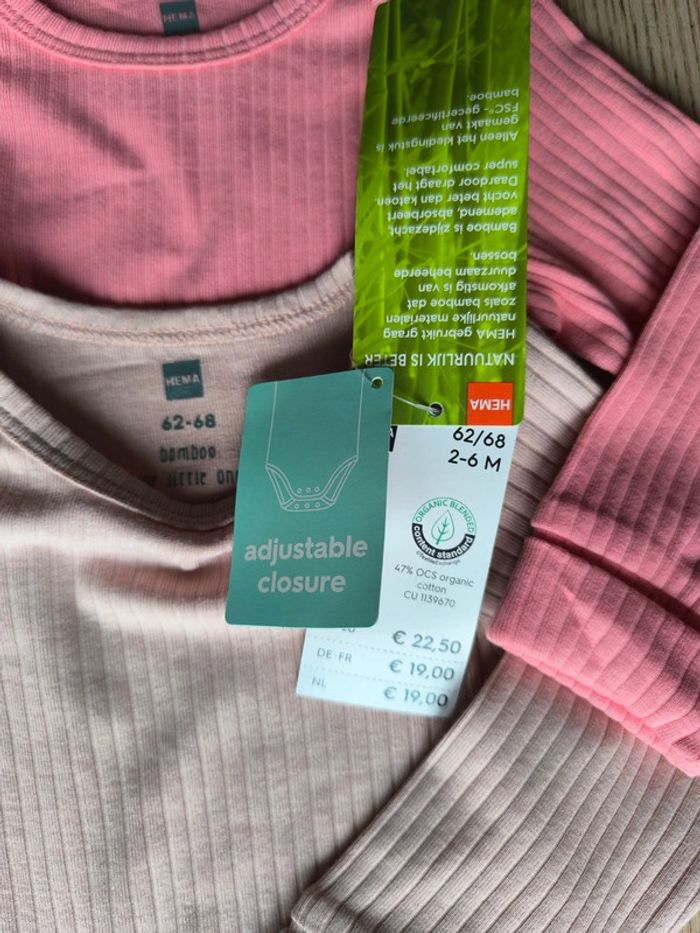 HEMA
HEMA
62-68
bamboo
little
adjustable
closure
NATUURLIJK IS BETER
HEMA gebruikt graag
natuurlijke materialen
zoals bamboe dat
afkomstig is van
duurzaam beheerde
bossen.
Bamboe is zijdezacht,
ademend, absorbeert
vocht beter dan katoen.
Daardoor draagt het
super comfortabel.
Alleen het kledingstuk is
gemaakt van
FSC®- gecertificeerde
bamboe.
HEMA
62/68
2-6 M
ORGANIC BLENDED
content standard
©TextileExchange
47% OCS organic
cotton
CU 1139670
€ 22,50
DE-FR € 19,00
NL € 19,00